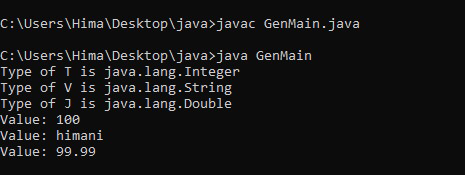 C:\Users\Hima\Desktop\java>javac GenMain.java
C:\Users\Hima\Desktop\java>java GenMain
Type of T is java.lang.Integer
Type of V is java.lang.String
Type of J is java.lang.Double
Value: 100
Value: himani
Value: 99.99